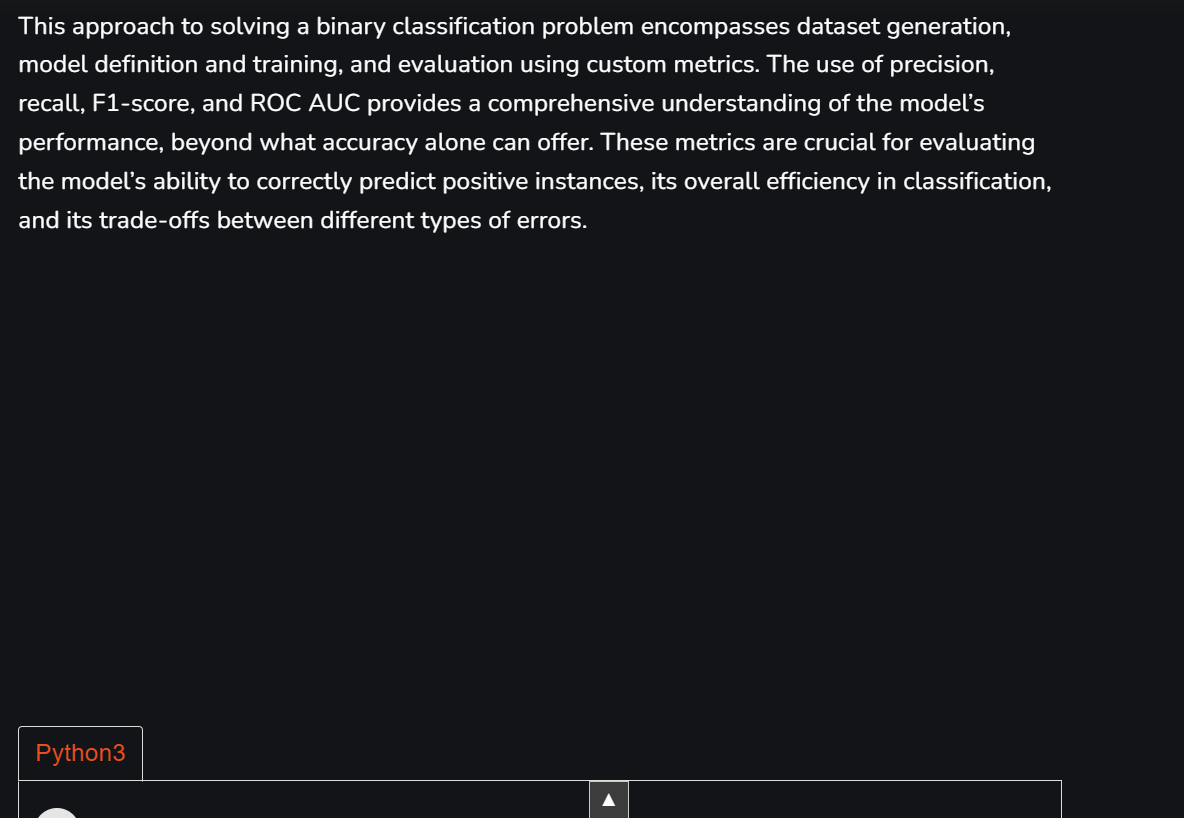 This approach to solving a binary classification problem encompasses dataset generation,
model definition and training, and evaluation using custom metrics. The use of precision,
recall, F1-score, and ROC AUC provides a comprehensive understanding of the model’s
performance, beyond what accuracy alone can offer. These metrics are crucial for evaluating
the model’s ability to correctly predict positive instances, its overall efficiency in classification,
and its trade-offs between different types of errors.
Python3